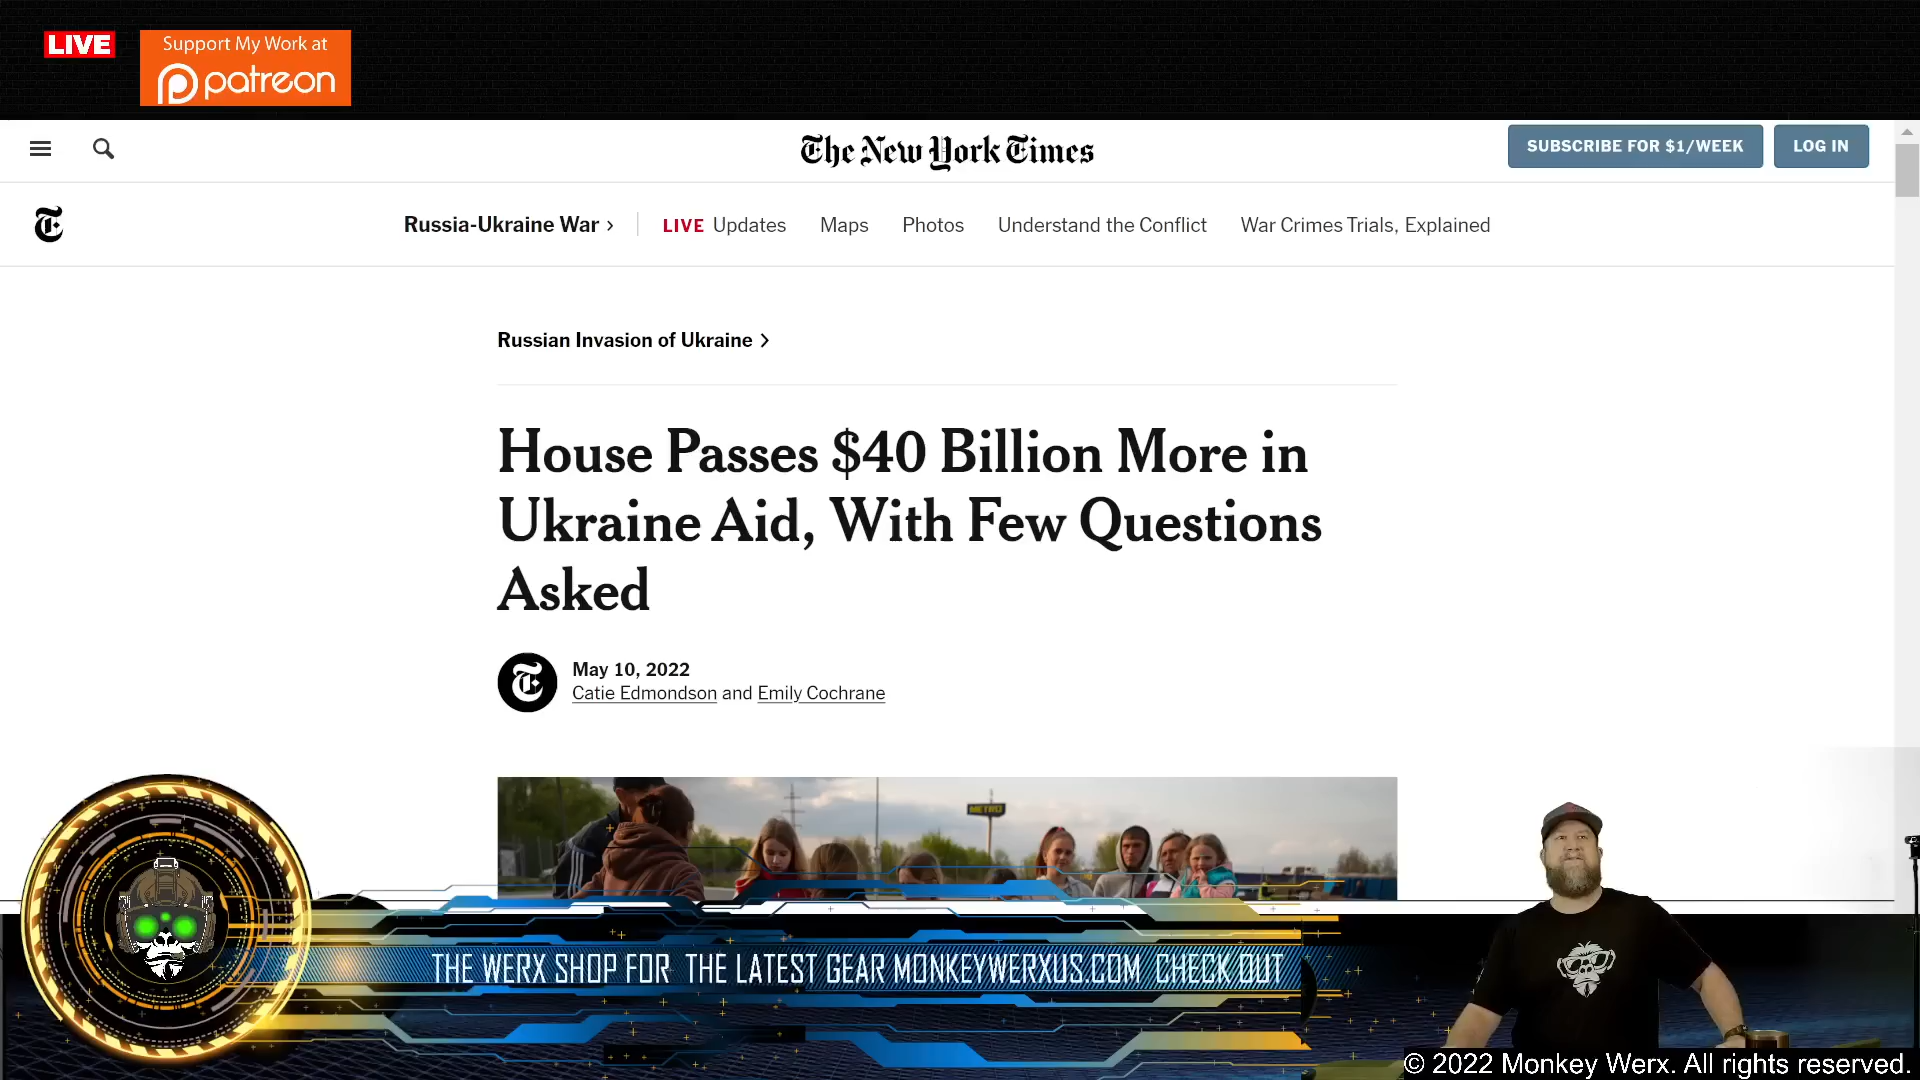 LIVE
Support My Work at
patreon
The New York Times
SUBSCRIBE FOR $1/WEEK
LOG IN
Russia-Ukraine War
LIVE Updates
Maps
Photos
Understand the Conflict
War Crimes Trials, Explained
Russian Invasion of Ukraine
House Passes $40 Billion More in
Ukraine Aid, With Few Questions
Asked
May 10, 2022
Catie Edmondson and Emily Cochrane
METRO
THE WERX SHOP FOR THE LATEST GEAR MONKEYWERXUS.COM CHECK OUT
© 2022 Monkey Werx. All rights reserved.